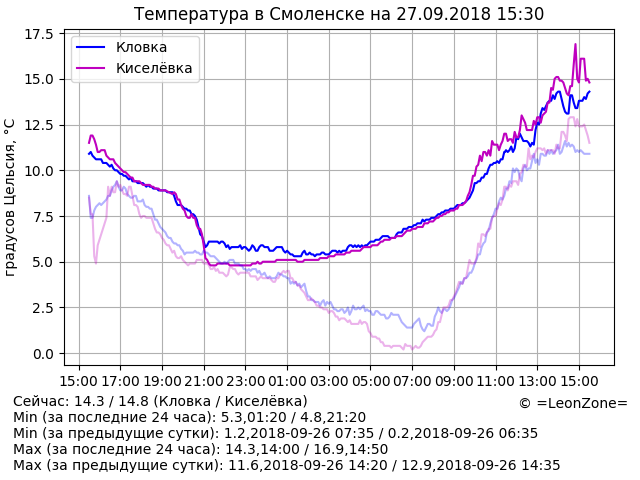 Температура в Смоленске на 27.09.2018 15:30
градусов Цельсия, °C
17.5
15.0
12.5
10.0
7.5
5.0
2.5
0.0
Кловка
Киселёвка
15:00 17:00 19:00 21:00 23:00 01:00 03:00 05:00 07:00 09:00 11:00 13:00 15:00
Сейчас: 14.3 / 14.8 (Кловка / Киселёвка)
© =LeonZone=
Min (за последние 24 часа): 5.3,01:20 / 4.8,21:20
Min (за предыдущие сутки): 1.2,2018-09-26 07:35 / 0.2,2018-09-26 06:35
Max (за последние 24 часа): 14.3,14:00 / 16.9,14:50
Max (за предыдущие сутки): 11.6,2018-09-26 14:20 / 12.9,2018-09-26 14:35